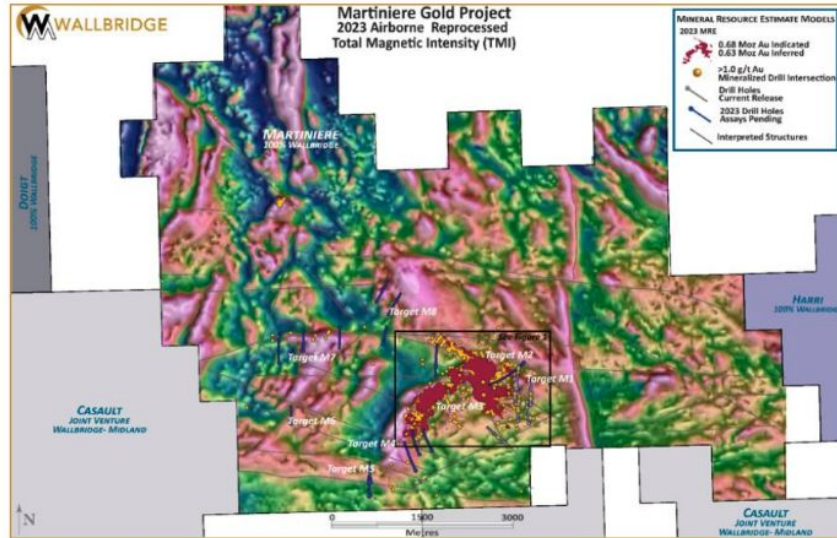 WALLBRIDGE
Martiniere Gold Project
2023 Airborne Reprocessed
Total Magnetic Intensity (TMI)
MINERAL RESOURCE ESTIMATE MODELS
2023 MRE
0.68 Moz Au Indicated
0.63 Moz Au Inferred
>1.0 g/t Au
Mineralized Drill Intersection
Drill Holes
Current Release
2023 Drill Holes
Assays Pending
Interpreted Structures
MARTINIERE
100% WALLBRIDGE
DOIGT
100% WALLBRIDGE
HARRI
100% WALLBRIDGE
Target M8
See Figure
Target M7
Target M2
Target M1
Target M3
Target M6
Target M4
Target M5
CASAULT
JOINT VENTURE
WALLBRIDGE- MIDLAND
N
0 1500 3000
Metres
CASAULT
JOINT VENTURE
WALLBRIDGE-MIDLAND